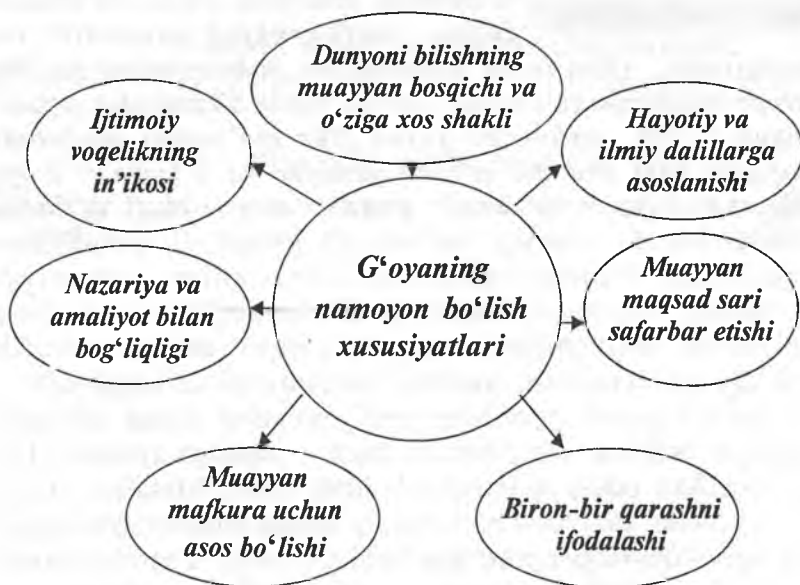 Dunyoni bilishning
muayyan bosqichi va
o‘ziga xos shakli
Ijtimoiy
voqelikning
in’ikosi
Hayotiy va
ilmiy dalillarga
asoslanishi
G‘oyaning
namoyon bo‘lish
xususiyatlari
Nazariya va
amaliyot bilan
bog‘liqligi
Muayyan
maqsad sari
safarbar etishi
Muayyan
mafkura uchun
asos bo‘lishi
Biron-bir qarashni
ifodalashi